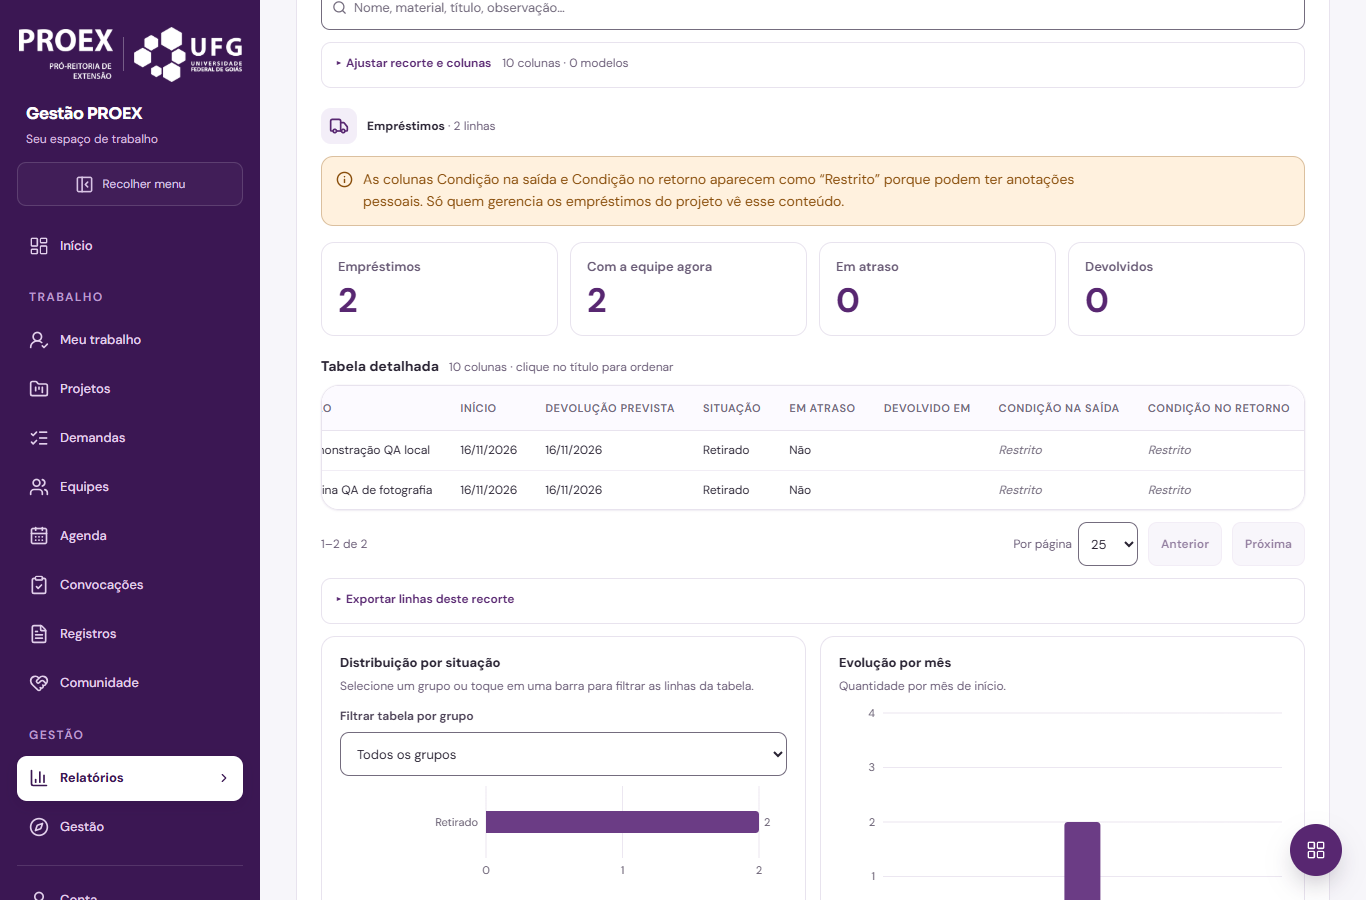 PROEX
PRÓ-REITORIA DE
EXTENSÃO
UFG
UNIVERSIDADE
FEDERAL DE GOIÁS
Gestão PROEX
Seu espaço de trabalho
Recolher menu
Início
TRABALHO
Meu trabalho
Projetos
Demandas
Equipes
Agenda
Convocações
Registros
Comunidade
GESTÃO
Relatórios
Gestão
Conta
Nome, material, título, observação...
Ajustar recorte e colunas 10 colunas · 0 modelos
Empréstimos · 2 linhas
As colunas Condição na saída e Condição no retorno aparecem como “Restrito” porque podem ter anotações
pessoais. Só quem gerencia os empréstimos do projeto vê esse conteúdo.
Empréstimos
2
Com a equipe agora
2
Em atraso
0
Devolvidos
0
Tabela detalhada 10 colunas · clique no título para ordenar
O INÍCIO DEVOLUÇÃO PREVISTA SITUAÇÃO EM ATRASO DEVOLVIDO EM CONDIÇÃO NA SAÍDA CONDIÇÃO NO RETORNO
onstração QA local 16/11/2026 16/11/2026 Retirado Não Restrito Restrito
ina QA de fotografia 16/11/2026 16/11/2026 Retirado Não Restrito Restrito
1–2 de 2
Por página 25 Anterior Próxima
Exportar linhas deste recorte
Distribuição por situação
Selecione um grupo ou toque em uma barra para filtrar as linhas da tabela.
Filtrar tabela por grupo
Todos os grupos
Retirado 2
0 1 2
Evolução por mês
Quantidade por mês de início.
4
3
2
1